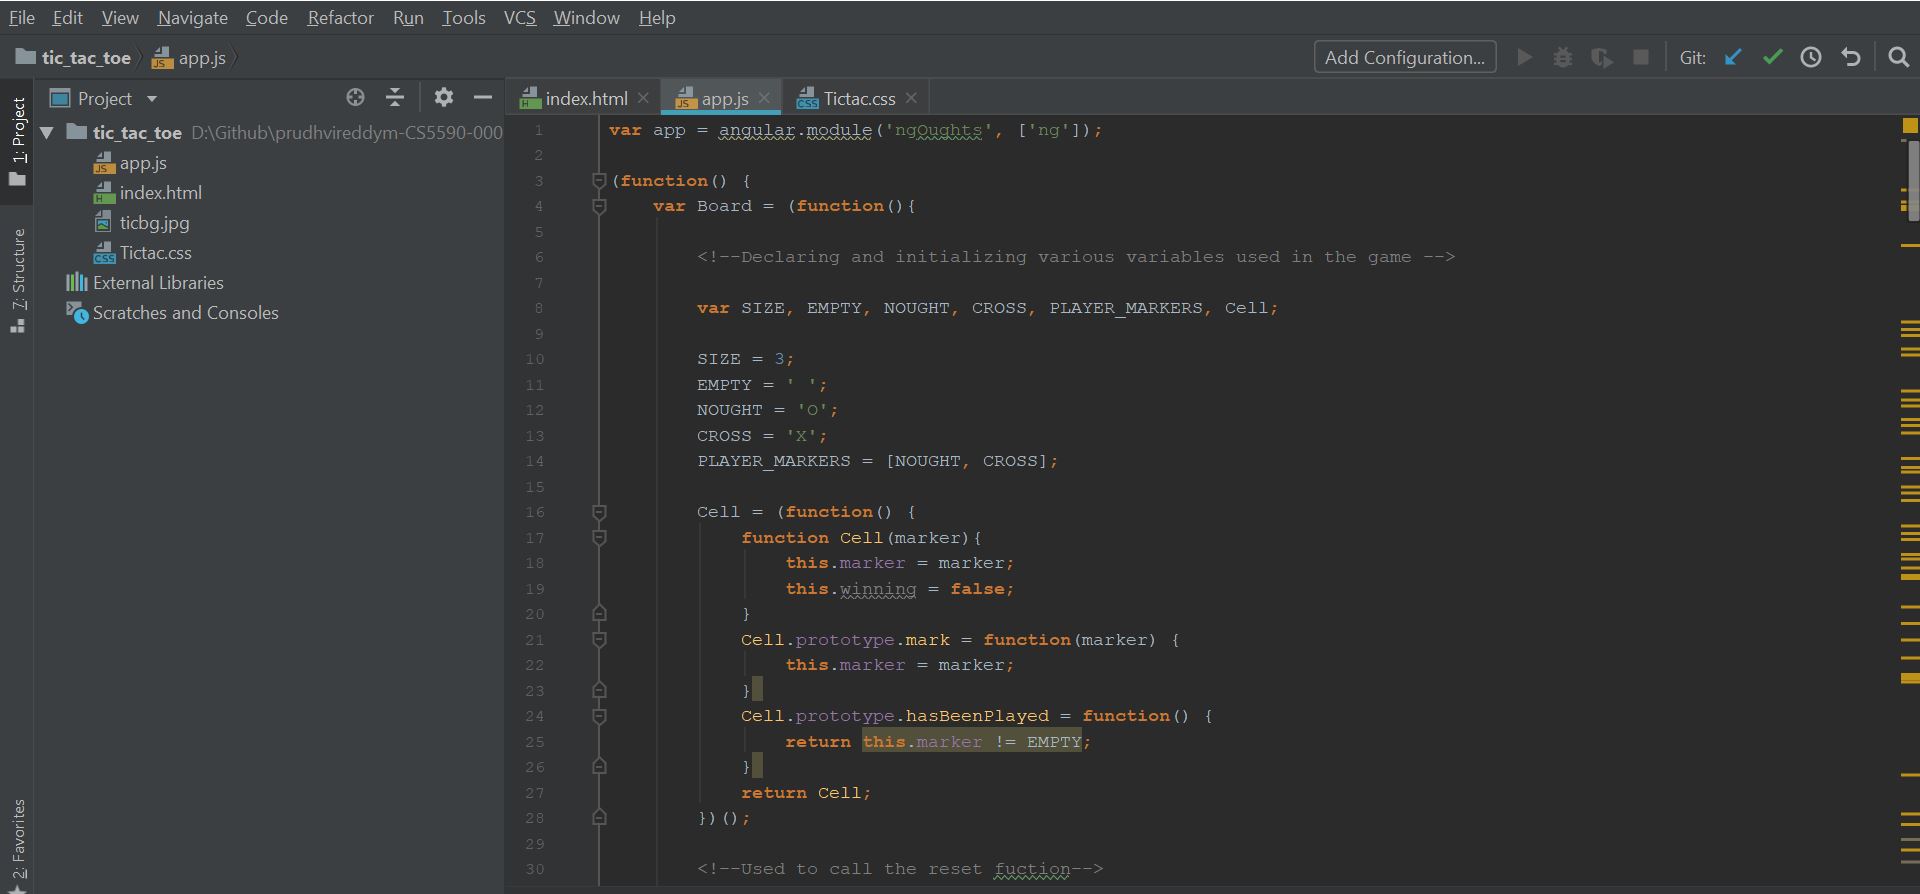 File Edit View Navigate Code Refactor Run Tools VCS Window Help
tic_tac_toe app.js Add Configuration... Git:
1: Project
7: Structure
2: Favorites
Project
tic_tac_toe D:\Github\prudhvireddym-CS5590-000
app.js
index.html
ticbg.jpg
Tictac.css
External Libraries
Scratches and Consoles
index.html app.js Tictac.css
1 var app = angular.module('ngOughts', ['ng']);
2
3 (function() {
4 var Board = (function(){
5
6 <!--Declaring and initializing various variables used in the game -->
7
8 var SIZE, EMPTY, NOUGHT, CROSS, PLAYER_MARKERS, Cell;
9
10 SIZE = 3;
11 EMPTY = ' ';
12 NOUGHT = 'O';
13 CROSS = 'X';
14 PLAYER_MARKERS = [NOUGHT, CROSS];
15
16 Cell = (function() {
17 function Cell(marker){
18 this.marker = marker;
19 this.winning = false;
20 }
21 Cell.prototype.mark = function(marker) {
22 this.marker = marker;
23 }
24 Cell.prototype.hasBeenPlayed = function() {
25 return this.marker != EMPTY;
26 }
27 return Cell;
28 })();
29
30 <!--Used to call the reset fuction-->